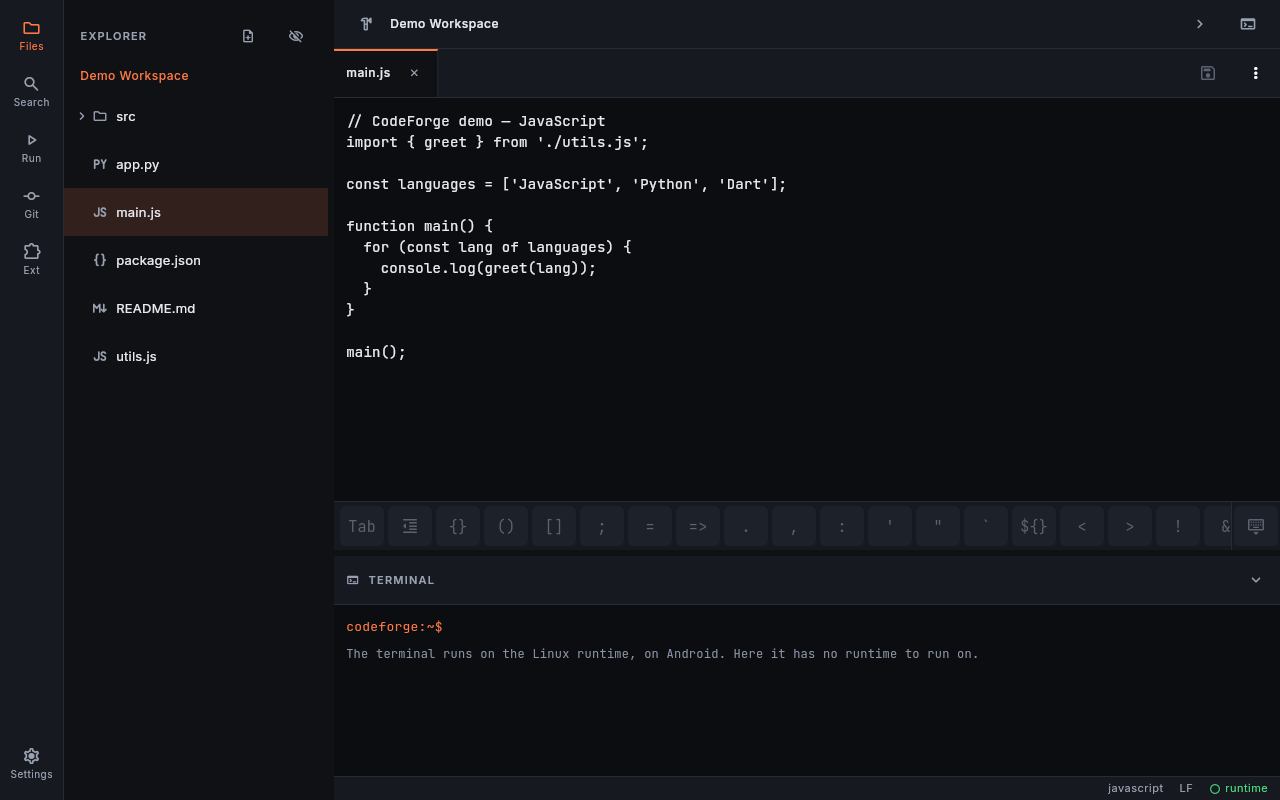 Files
Search
Run
Git
Ext
Settings
EXPLORER
Demo Workspace
src
PY app.py
JS main.js
{} package.json
M README.md
JS utils.js
Demo Workspace
main.js
// CodeForge demo — JavaScript
import { greet } from './utils.js';
const languages = ['JavaScript', 'Python', 'Dart'];
function main() {
  for (const lang of languages) {
    console.log(greet(lang));
  }
}
main();
Tab {} () [] ; = => . , : ' " ` ${} < > ! &
TERMINAL
codeforge:~$
The terminal runs on the Linux runtime, on Android. Here it has no runtime to run on.
javascript LF runtime